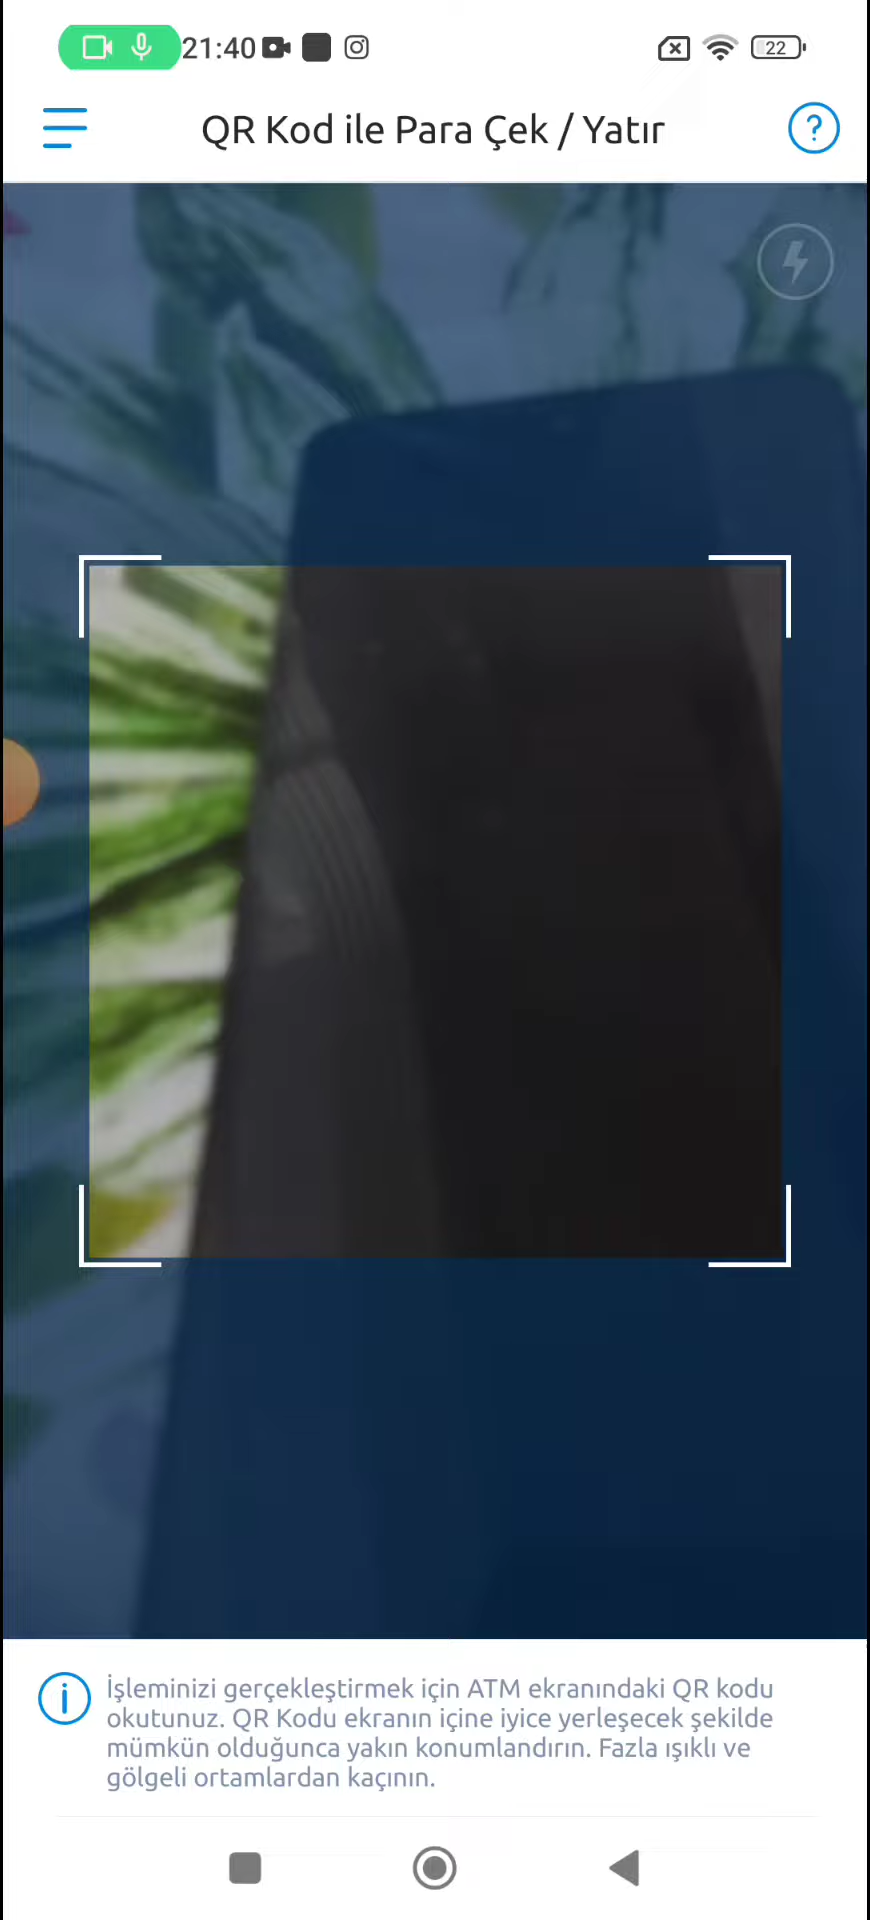 21:40
22
QR Kod ile Para Çek / Yatır
?
İşleminizi gerçekleştirmek için ATM ekranındaki QR kodu
okutunuz. QR Kodu ekranın içine iyice yerleşecek şekilde
mümkün olduğunca yakın konumlandırın. Fazla ışıklı ve
gölgeli ortamlardan kaçının.